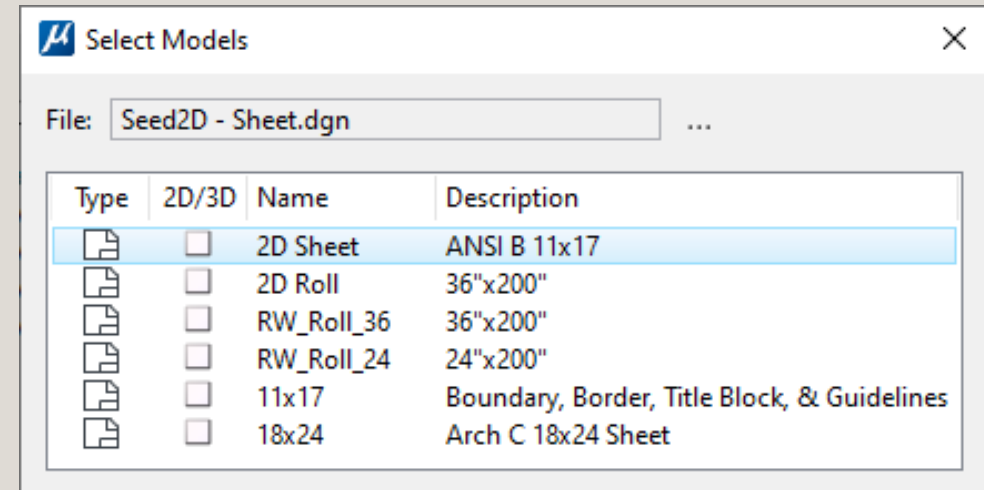 Select Models
File: Seed2D - Sheet.dgn ...
Type 2D/3D Name Description
2D Sheet ANSI B 11x17
2D Roll 36"x200"
RW_Roll_36 36"x200"
RW_Roll_24 24"x200"
11x17 Boundary, Border, Title Block, & Guidelines
18x24 Arch C 18x24 Sheet